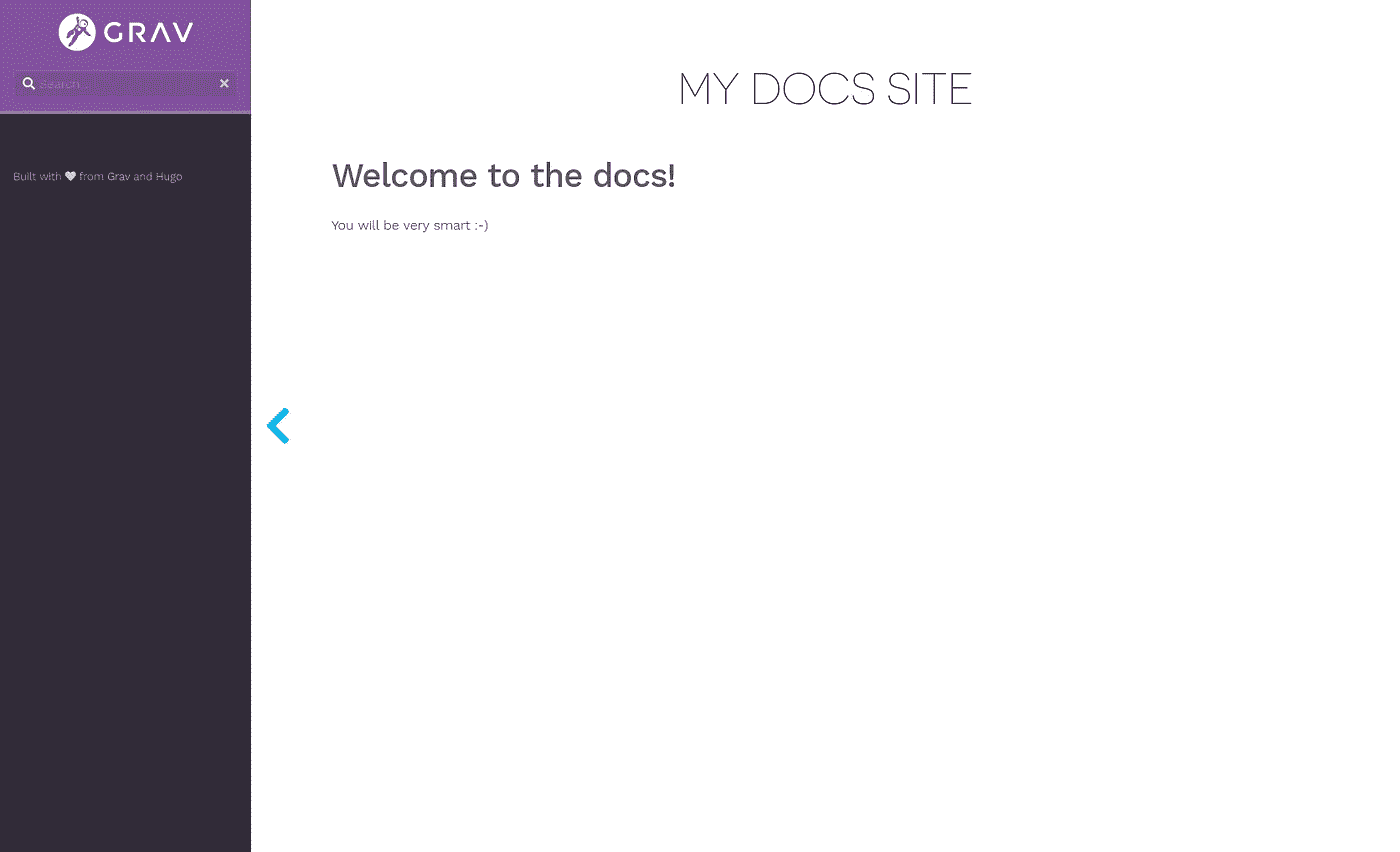 GRAV
Search...
MY DOCS SITE
Welcome to the docs!
You will be very smart :-)
Built with ♥ from Grav and Hugo